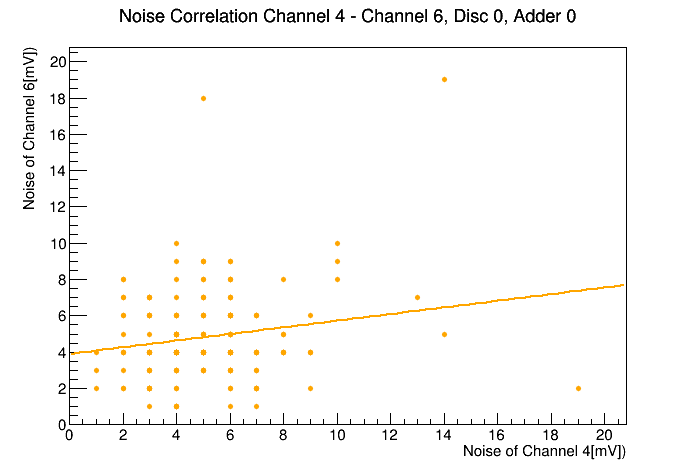 Noise Correlation Channel 4 - Channel 6, Disc 0, Adder 0
Noise of Channel 6[mV])
20
18
16
14
12
10
8
6
4
2
0
0 2 4 6 8 10 12 14 16 18 20
Noise of Channel 4[mV])